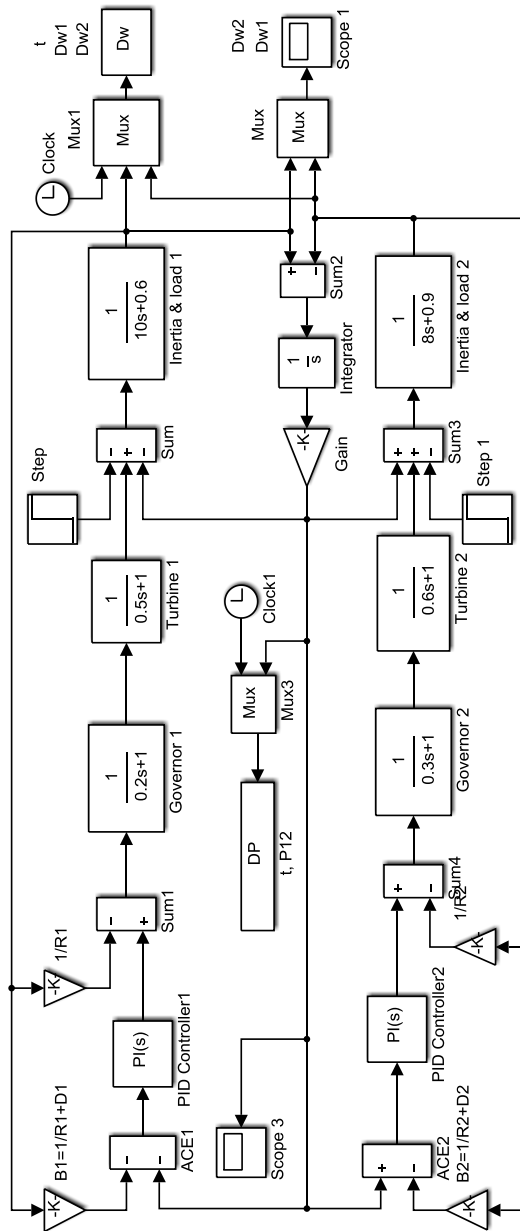 B1=1/R1+D1
-K-
-K-
1/R1
ACE1
PI(s)
PID Controller1
Sum1
1
0.2s+1
Governor 1
1
0.5s+1
Turbine 1
Step
Sum
1
10s+0.6
Inertia & load 1
Clock
Mux1
Mux
t
Dw1
Dw2
Dw
Scope 3
DP
t, P12
Mux
Mux3
Clock1
-K-
Gain
1
s
Integrator
Sum2
Mux
Mux
Dw2
Dw1
Scope 1
ACE2
B2=1/R2+D2
-K-
PI(s)
PID Controller2
Sum4
1/R2
-K-
1
0.3s+1
Governor 2
1
0.6s+1
Turbine 2
Sum3
Step 1
1
8s+0.9
Inertia & load 2